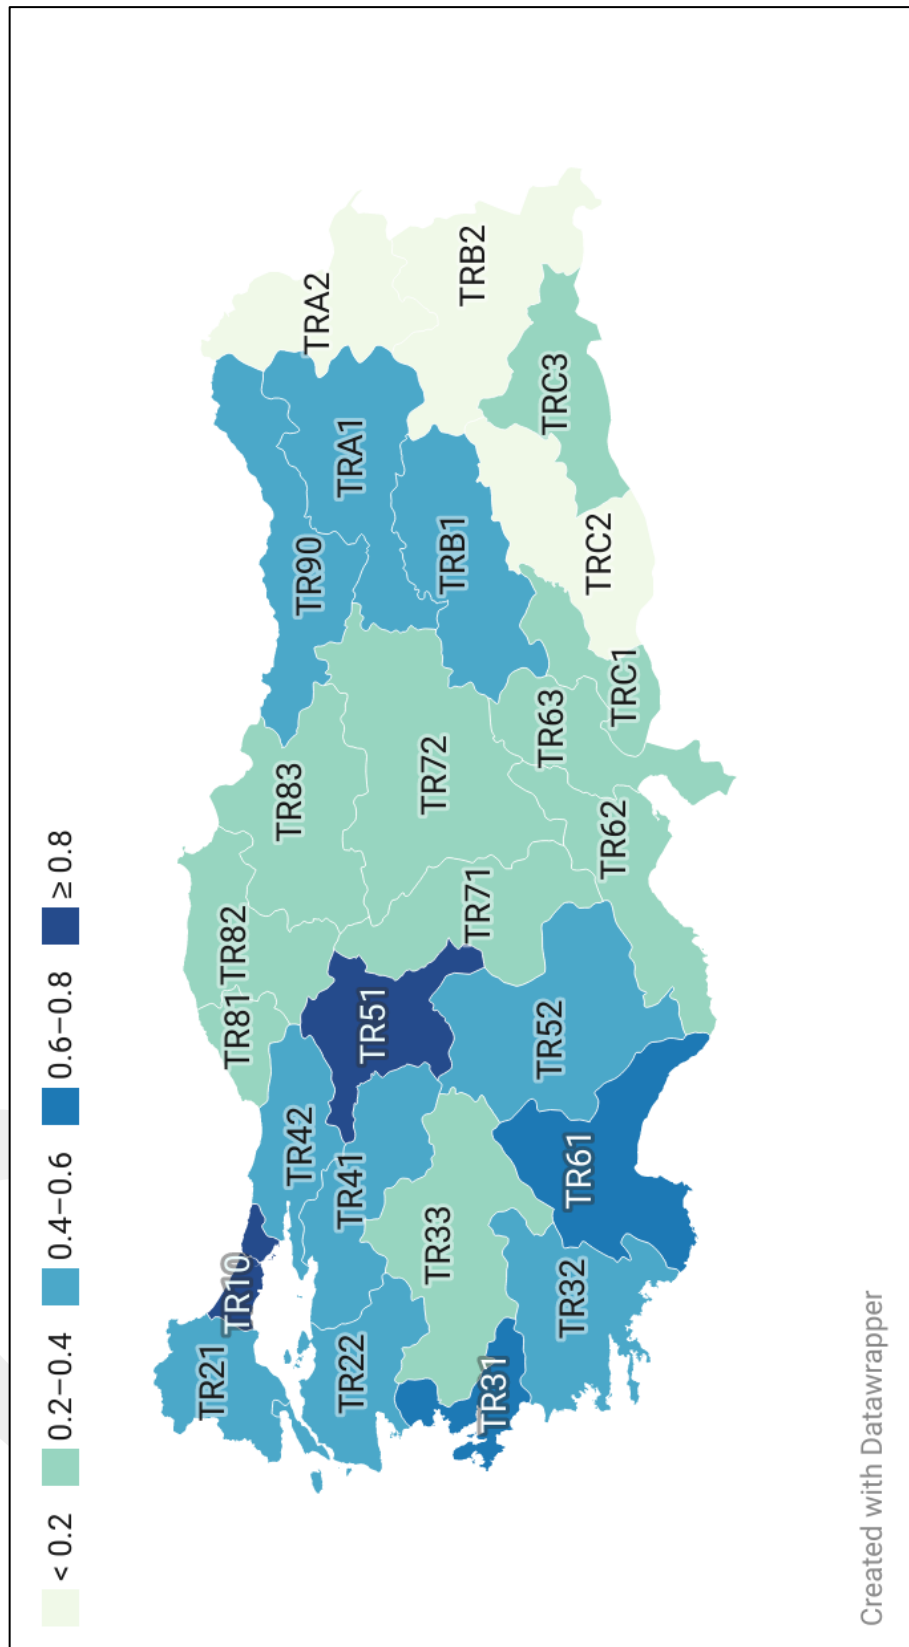 < 0.2 0.2–0.4 0.4–0.6 0.6–0.8 ≥ 0.8
TR21
TR10
TR22
TR31
TR32
TR33
TR41
TR42
TR61
TR51
TR52
TR81
TR82
TR71
TR62
TR83
TR72
TR63
TRC1
TR90
TRB1
TRC2
TRA1
TRC3
TRA2
TRB2
Created with Datawrapper